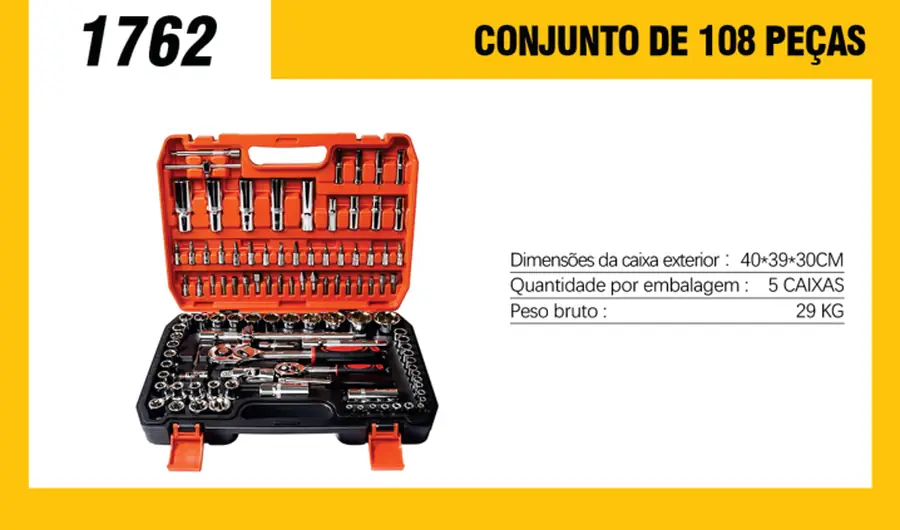 1762
CONJUNTO DE 108 PEÇAS
Dimensões da caixa exterior : 40*39*30CM
Quantidade por embalagem : 5 CAIXAS
Peso bruto : 29 KG